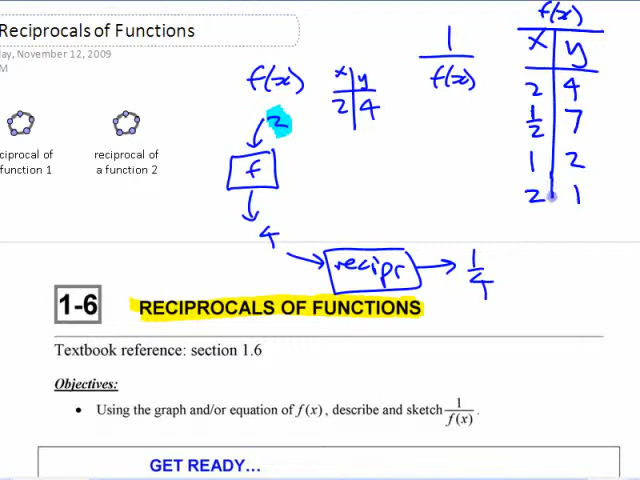 Reciprocals of Functions
ay, November 12, 2009
M
ciprocal of
function 1
reciprocal of
a function 2
f(x)
x y
2 4
2
f
4
recipr
1/4
1/f(x)
f(x)
x y
2 4
1/2 7
1 2
2 1
1-6 RECIPROCALS OF FUNCTIONS
Textbook reference: section 1.6
Objectives:
• Using the graph and/or equation of f(x), describe and sketch 1/f(x).
GET READY…